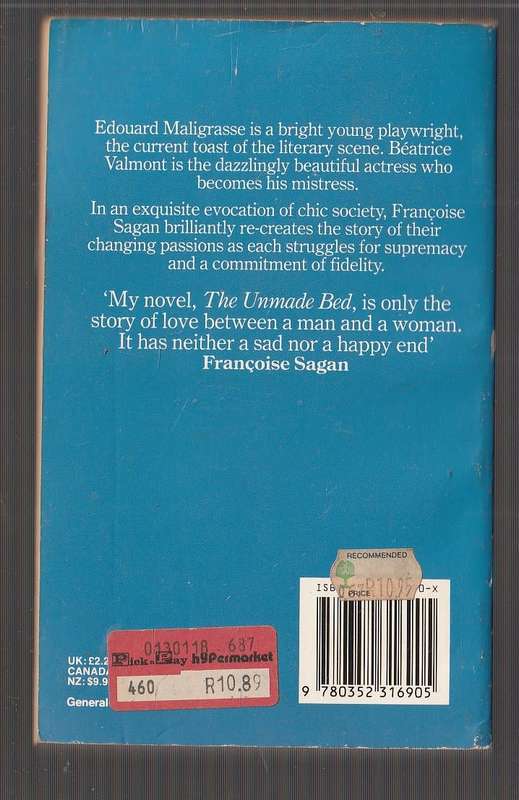 Edouard Maligrasse is a bright young playwright,
the current toast of the literary scene. Béatrice
Valmont is the dazzlingly beautiful actress who
becomes his mistress.
In an exquisite evocation of chic society, Françoise
Sagan brilliantly re-creates the story of their
changing passions as each struggles for supremacy
and a commitment of fidelity.
‘My novel, The Unmade Bed, is only the
story of love between a man and a woman.
It has neither a sad nor a happy end’
Françoise Sagan
RECOMMENDED
PRICE R10.95
0-X
9 780352 316905
0130118 687
Pick.n.Pay hyPermarket
460 R10.89
UK: £2.2
CANADA
NZ: $9.9
General